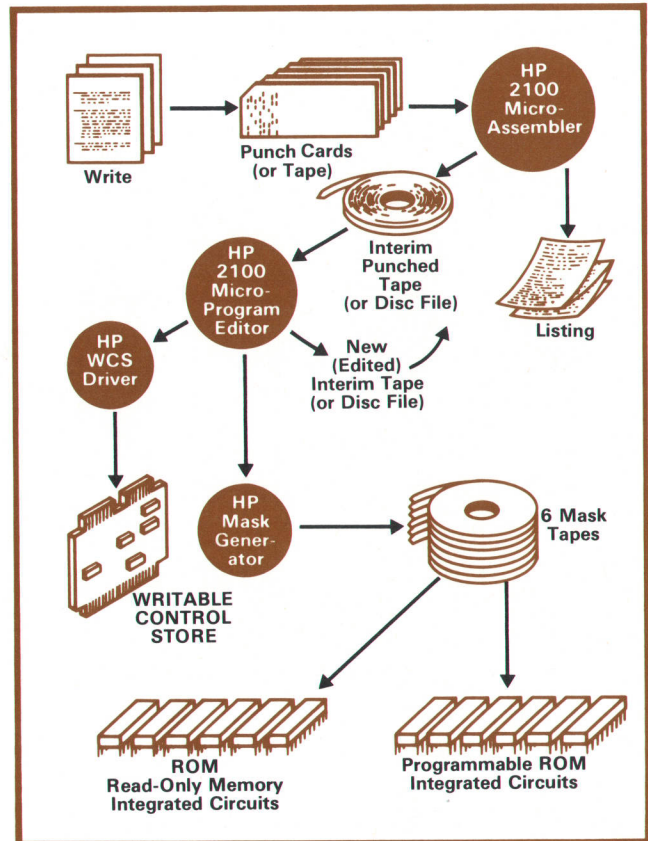 Write
Punch Cards
(or Tape)
HP
2100
Micro-
Assembler
Interim
Punched
Tape
(or Disc File)
Listing
HP
2100
Micro-
Program
Editor
New
(Edited)
Interim Tape
(or Disc File)
HP
WCS
Driver
WRITABLE
CONTROL
STORE
HP
Mask
Gener-
ator
6 Mask
Tapes
ROM
Read-Only Memory
Integrated Circuits
Programmable ROM
Integrated Circuits